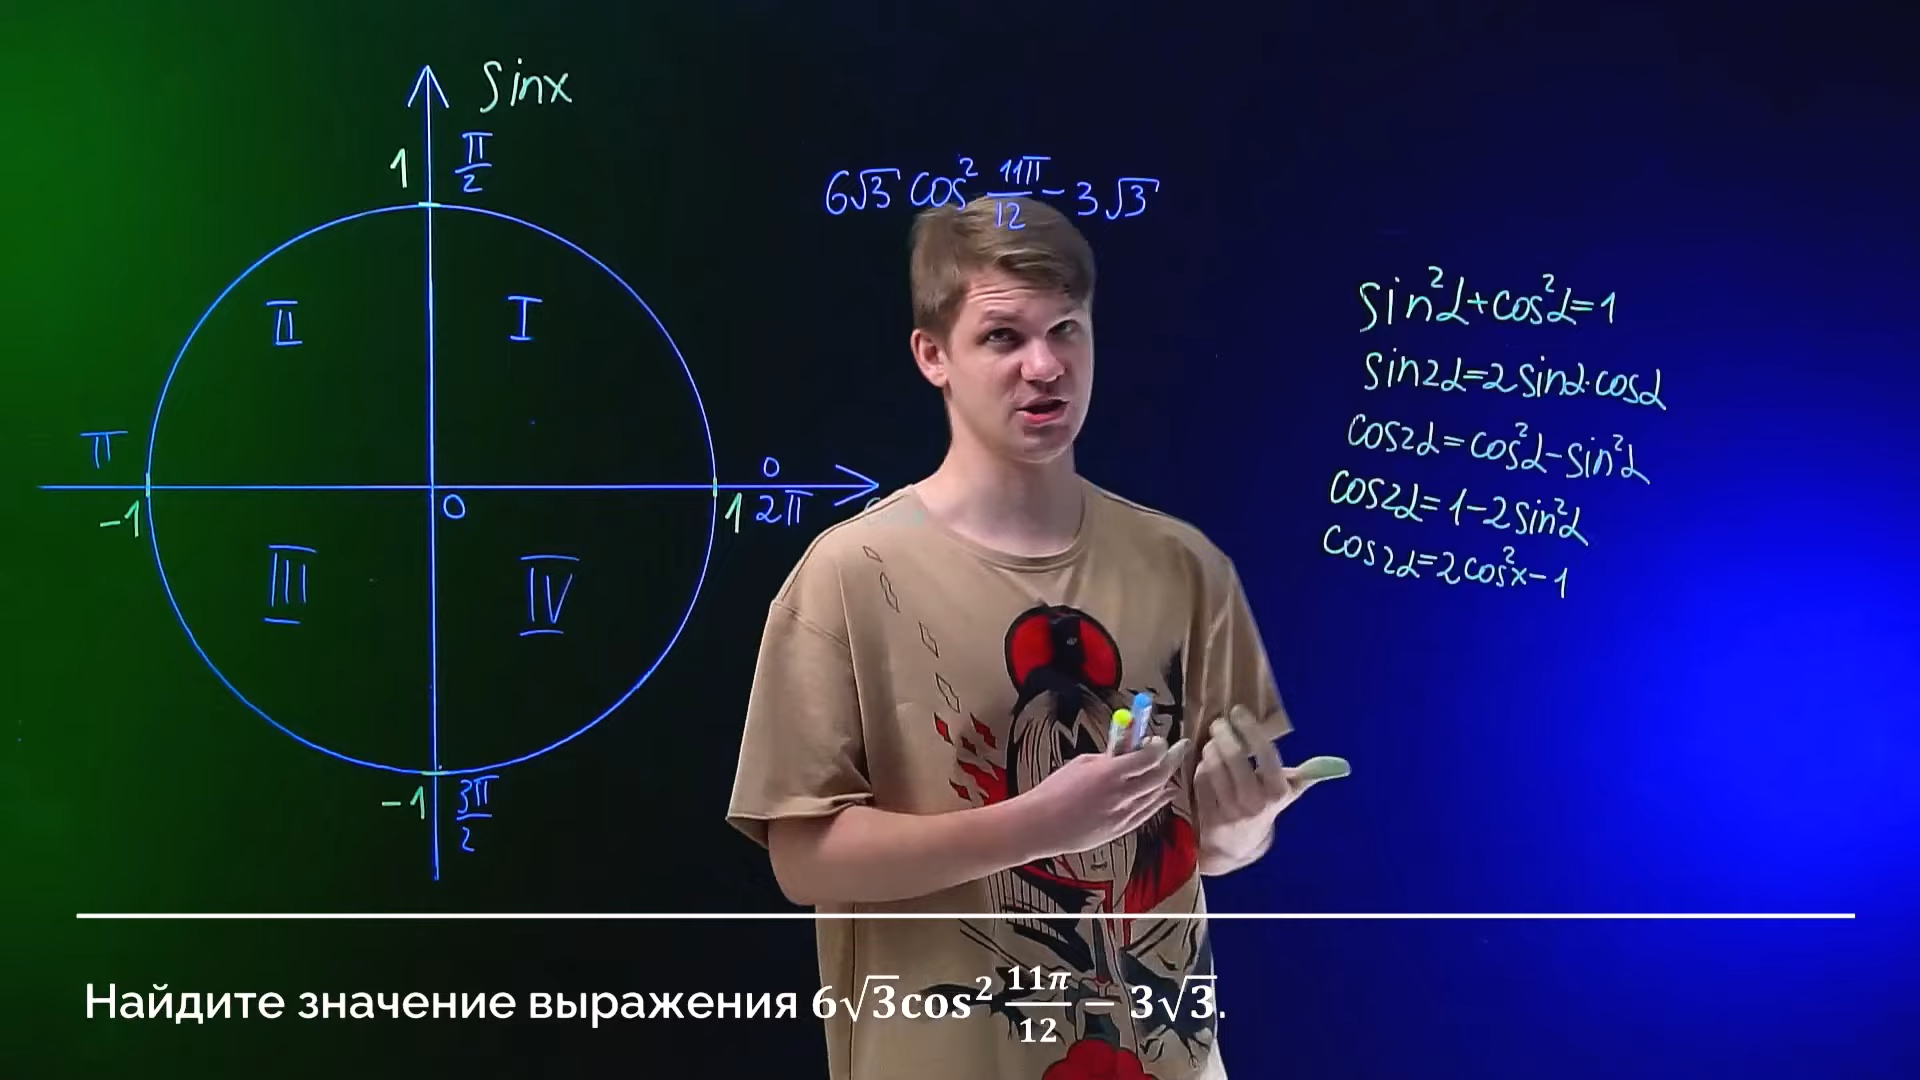 sinx
1 π/2
6√3 cos² 11π/12 − 3√3
II I
sin²α+cos²α=1
sin2α=2sinα·cosα
cos2α=cos²α−sin²α
cos2α=1−2sin²α
cos2α=2cos²x−1
π 0
−1 0 1 2π
III IV
−1 3π/2
Найдите значение выражения 6√3cos² 11π/12 − 3√3.